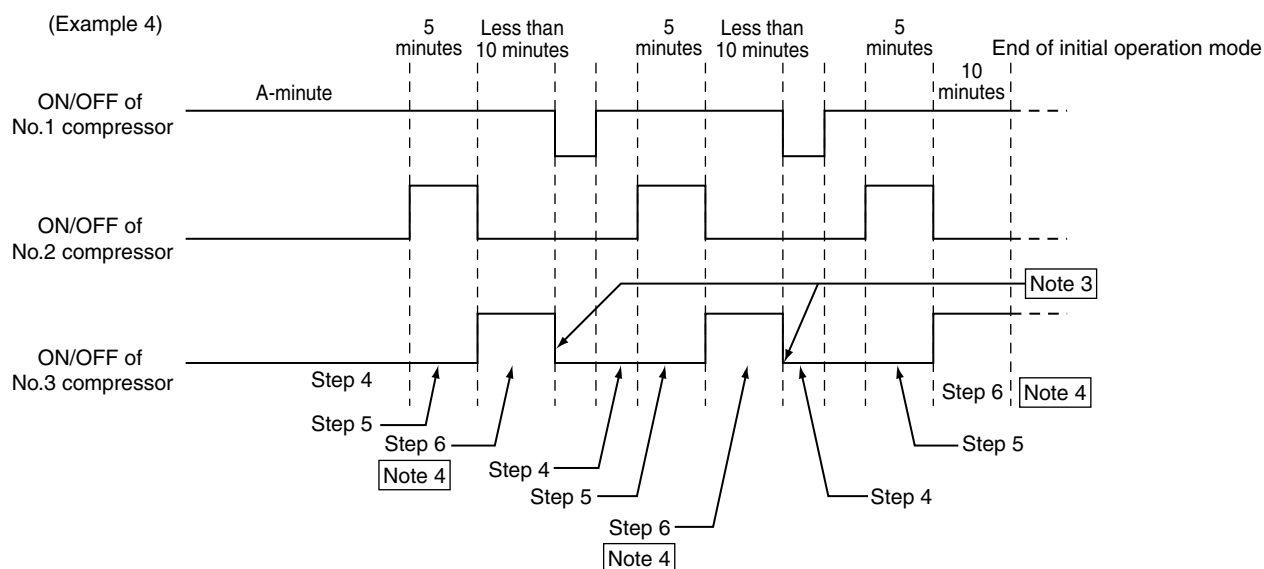 (Example 4)
5 minutes
Less than 10 minutes
5 minutes
Less than 10 minutes
5 minutes
End of initial operation mode
10 minutes
A-minute
ON/OFF of
No.1 compressor
ON/OFF of
No.2 compressor
Note 3
ON/OFF of
No.3 compressor
Step 4
Step 6
Note 4
Step 5
Step 6
Note 4
Step 4
Step 5
Step 6
Note 4
Step 4
Step 5